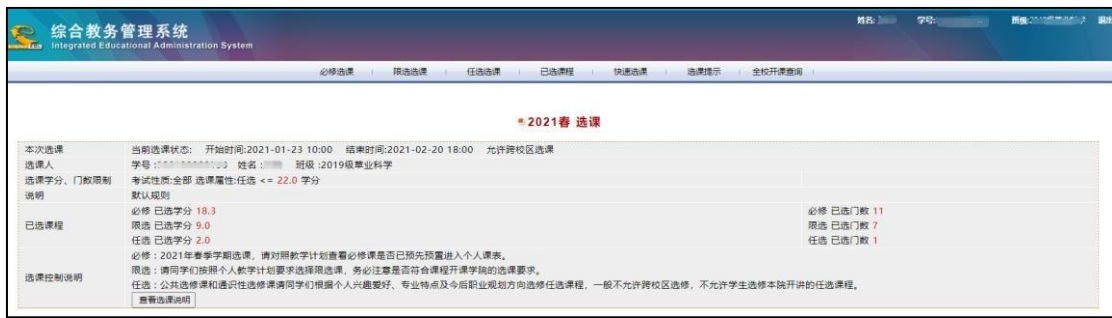 综合教务管理系统
Integrated Educational Administration System
姓名: 学号: 班级:
必修选课 | 限选选课 | 任选选课 | 已选课程 | 快速选课 | 选课提示 | 全校开课查询 |
2021春 选课
本次选课 当前选课状态: 开始时间:2021-01-23 10:00 结束时间:2021-02-20 18:00 允许跨校区选课
选课人 学号: 姓名: 班级:2019级草业科学
选课学分、门数限制 考试性质:全部 选课属性:任选 <= 22.0 学分
说明 默认规则
必修 已选学分 18.3 必修 已选门数 11
已选课程 限选 已选学分 9.0 限选 已选门数 7
任选 已选学分 2.0 任选 已选门数 1
必修：2021年春季学期选课，请对照教学计划查看必修课是否已预先预置进入个人课表。
限选：请同学们按照个人教学计划要求选择限选课，务必注意是否符合课程开课学院的选课要求。
选课控制说明
任选：公共选修课和通识性选修课请同学们根据个人兴趣爱好、专业特点及今后职业规划方向选修任选课程，一般不允许跨校区选修，不允许学生选修本院开讲的任选课程。
查看选课说明